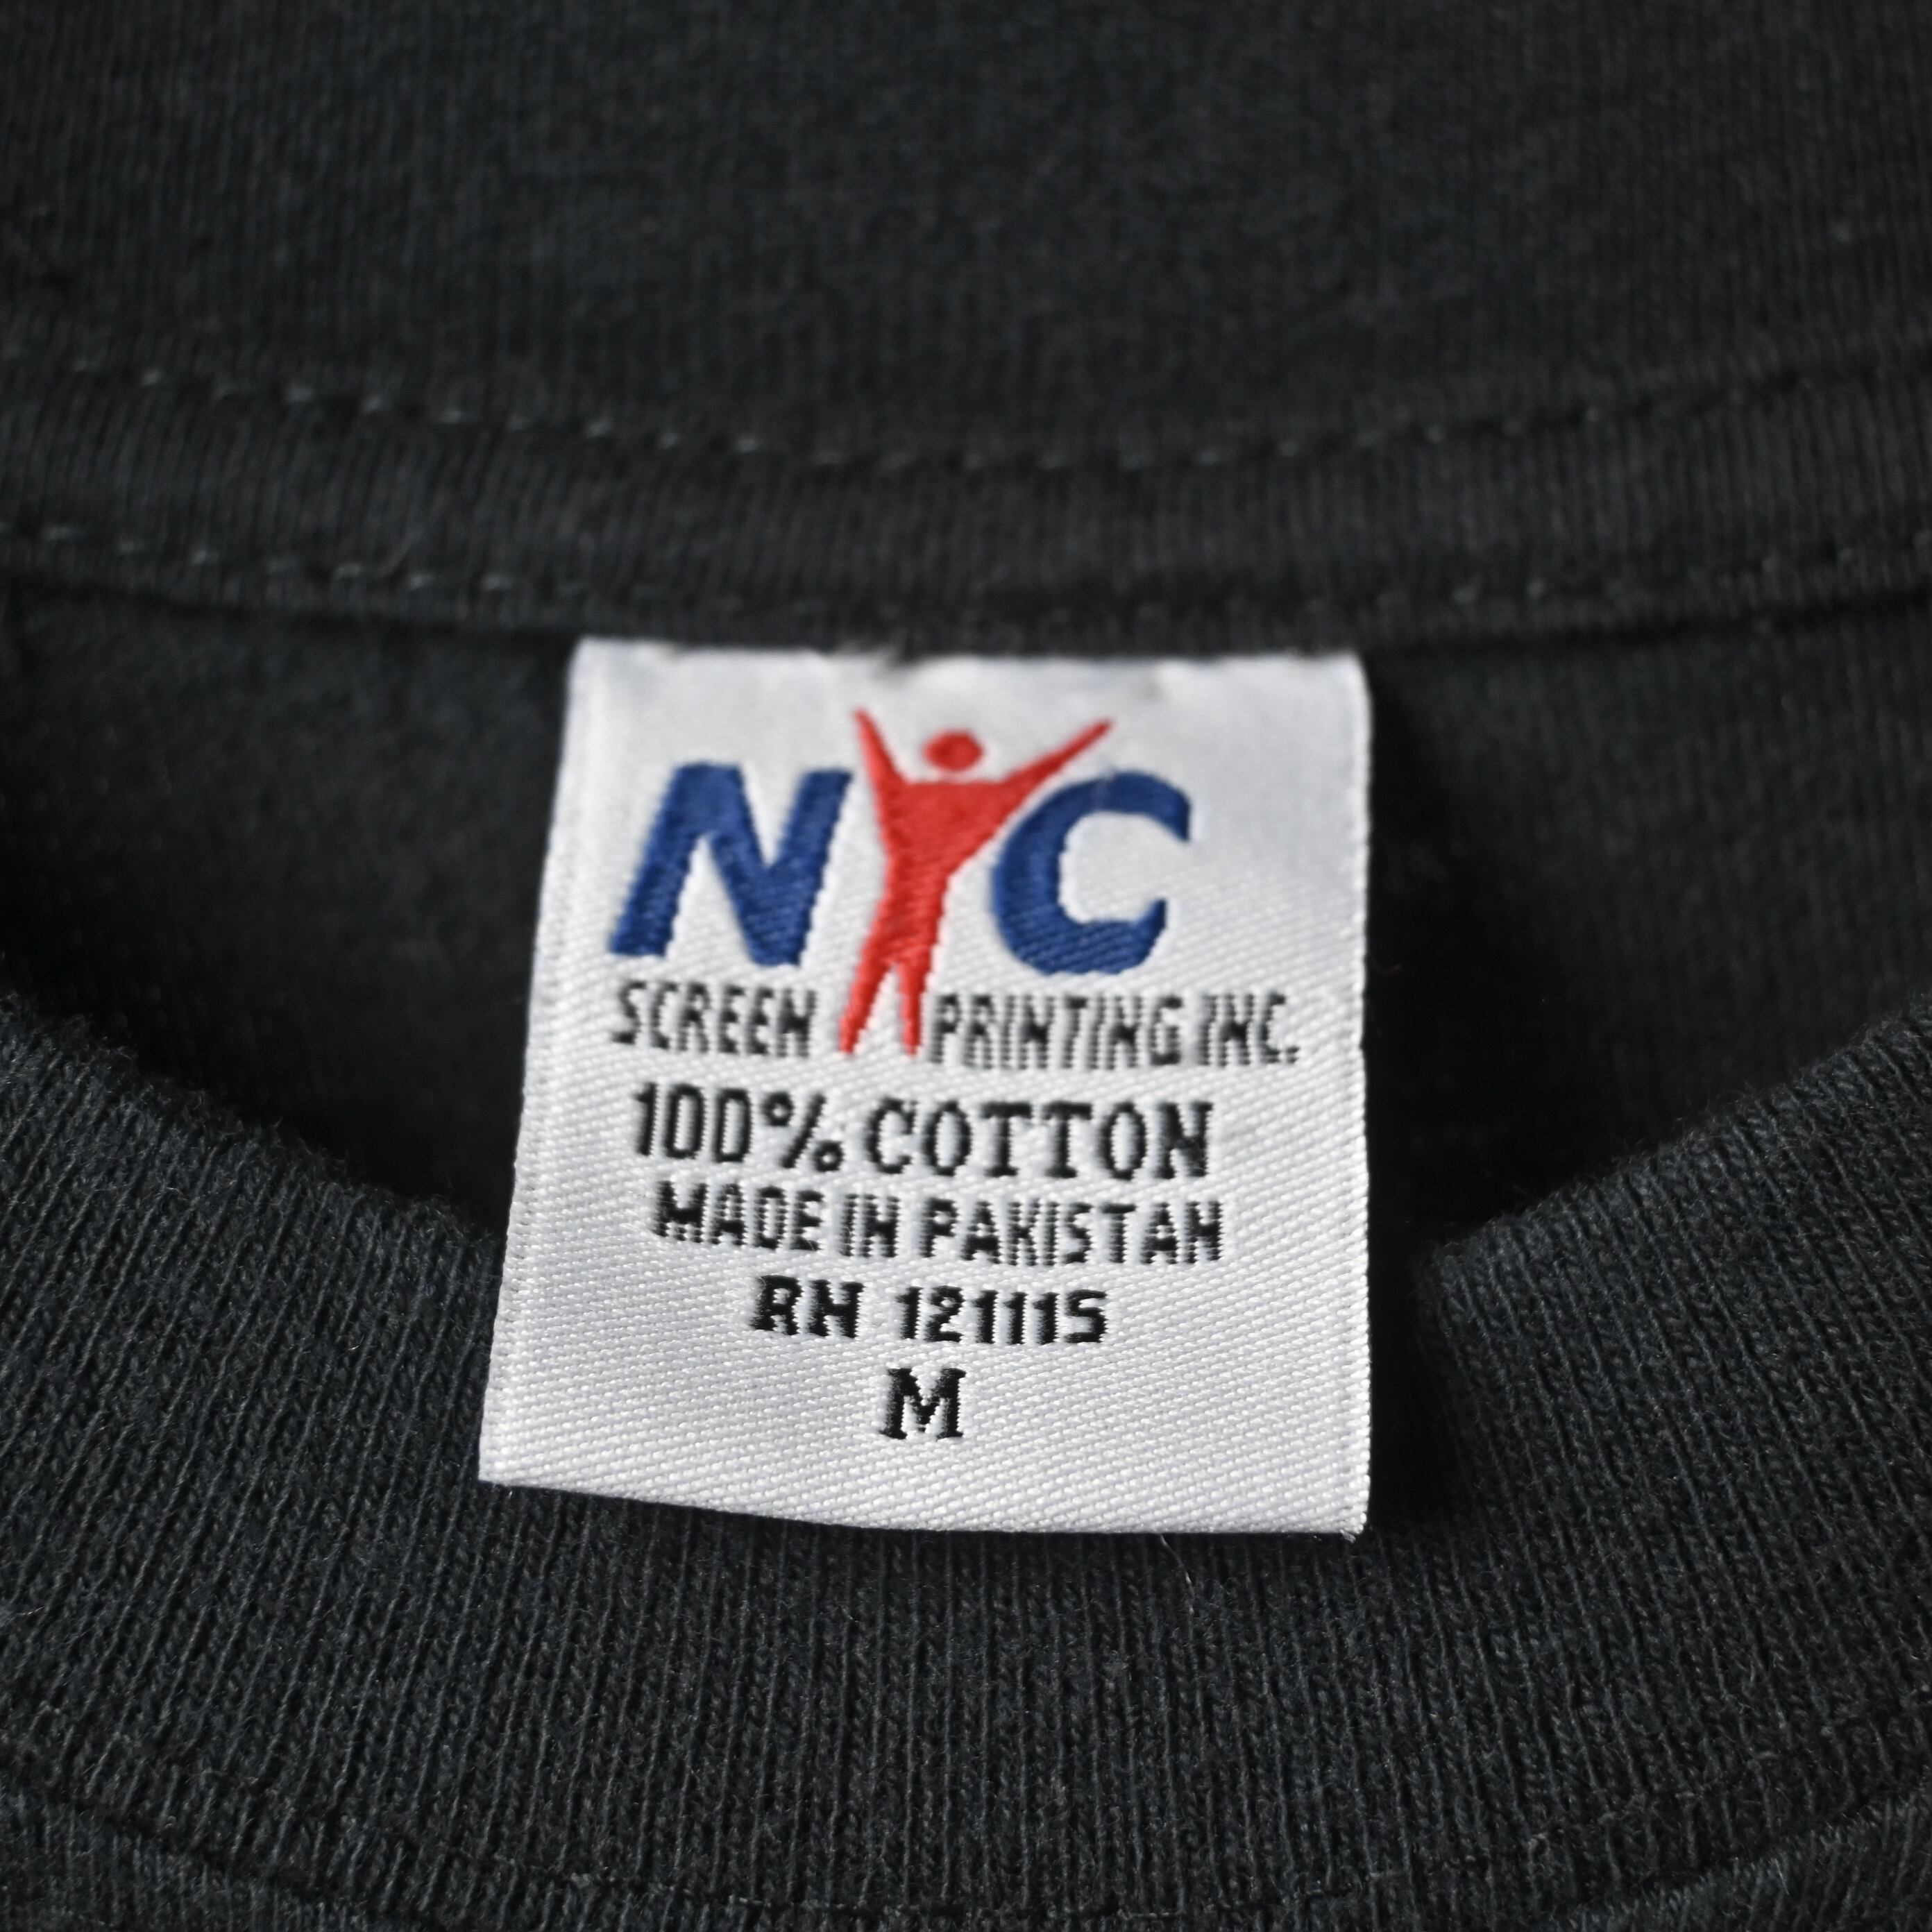 NYC
SCREEN PRINTING INC.
100% COTTON
MADE IN PAKISTAN
RN 121115
M